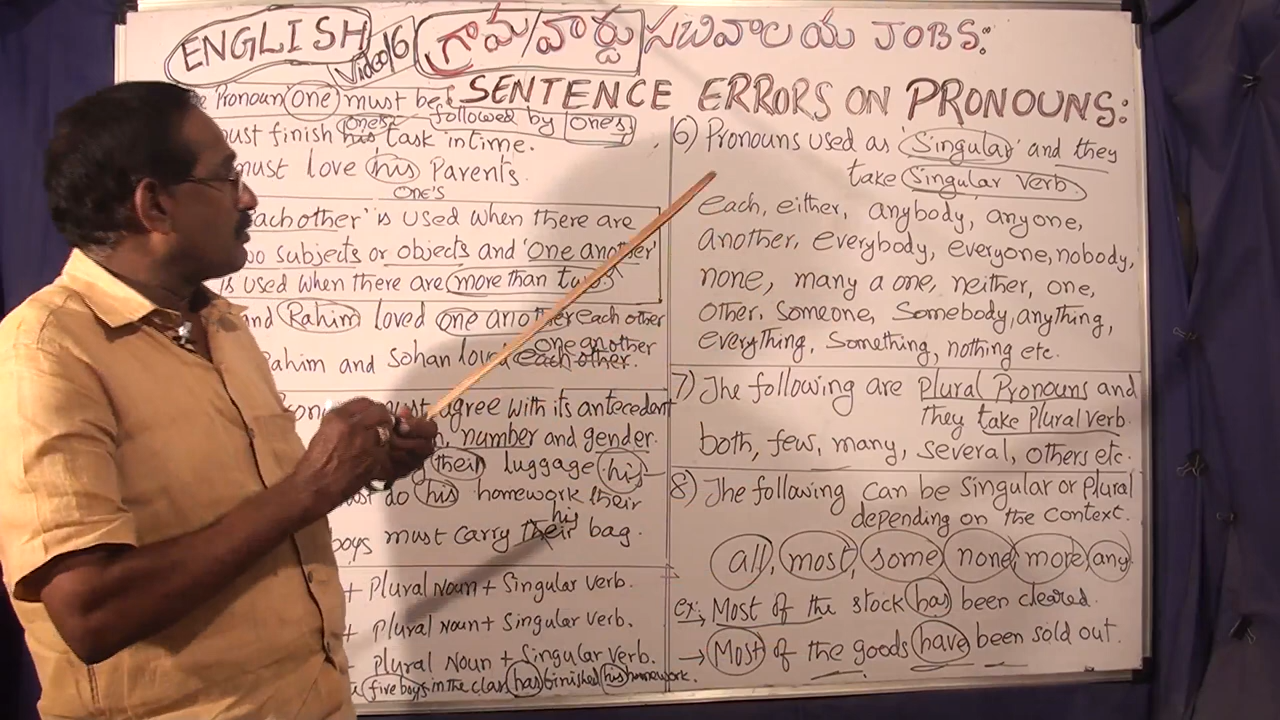 ENGLISH Video 16 గ్రామ/వార్డు సచివాలయ JOBS:
SENTENCE ERRORS ON PRONOUNS:
Pronoun one must be followed by one's
must finish his one's task in time.
must love his Parents.
One's
each other' is used when there are
two subjects or objects and 'one another'
is used when there are more than two.
and Rahim loved one another each other
one another
Rahim and Sohan loved each other.
must agree with its antecedent
number and gender.
their luggage his
do his homework their
his
boys must carry their bag.
+ Plural Noun + Singular Verb.
+ Plural Noun + Singular Verb.
+ Plural Noun + Singular Verb.
five boys in the class has finished his homework.
6) Pronouns used as 'Singular' and they
take Singular Verb.
each, either, anybody, anyone,
another, everybody, everyone, nobody,
none, many a one, neither, one,
other, someone, Somebody, anything,
everything, Something, nothing etc.
7) The following are plural Pronouns and
they take Plural Verb.
both, few, many, several, others etc.
8) The following can be Singular or Plural
depending on the context.
all, most, some none, more, any
ex:, Most of the stock has been cleared.
→ Most of the goods have been sold out.